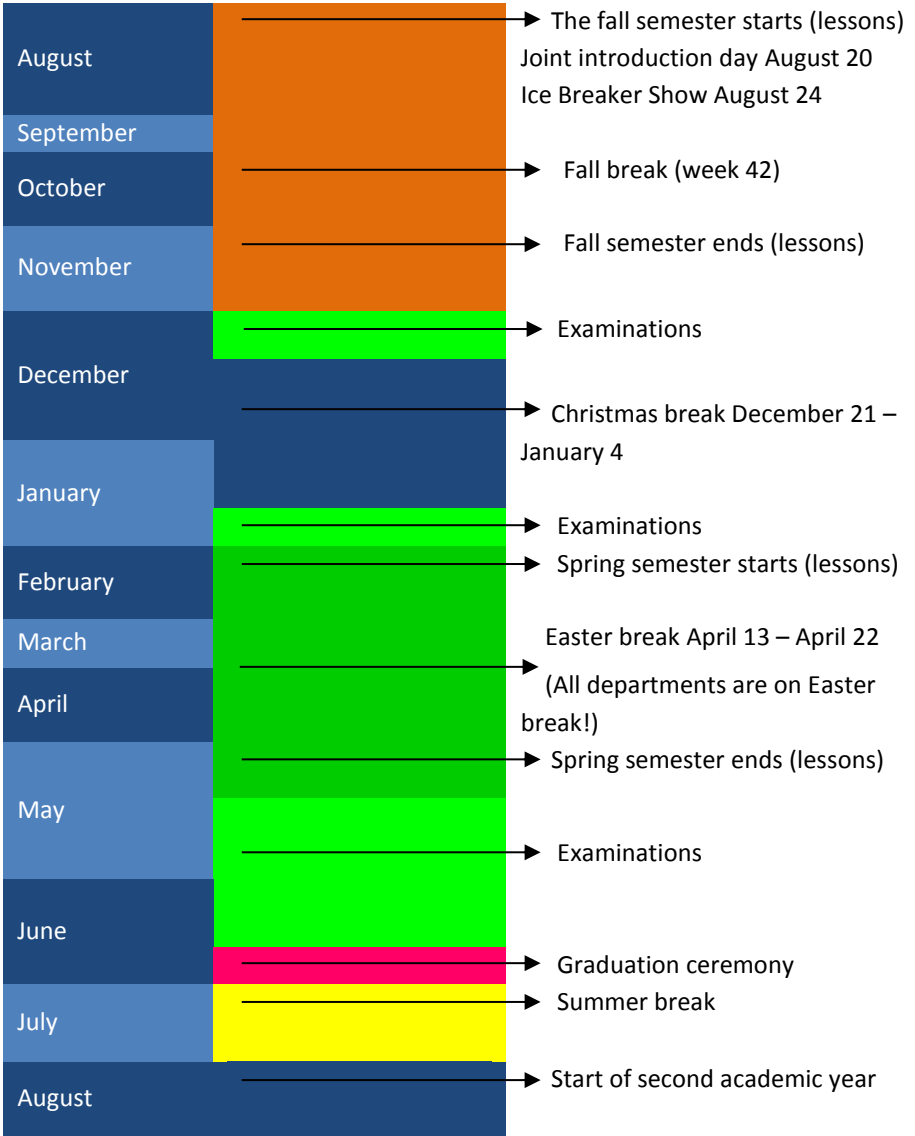 August
The fall semester starts (lessons)
Joint introduction day August 20
Ice Breaker Show August 24
September
October
Fall break (week 42)
November
Fall semester ends (lessons)
December
Examinations
Christmas break December 21 –
January 4
January
Examinations
February
Spring semester starts (lessons)
March
Easter break April 13 – April 22
April
(All departments are on Easter
break!)
May
Spring semester ends (lessons)
Examinations
June
Graduation ceremony
July
Summer break
August
Start of second academic year